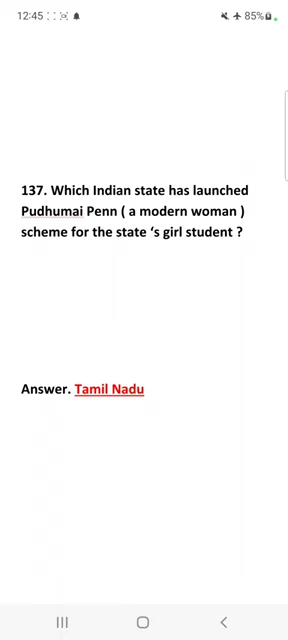 12:45
85%
137. Which Indian state has launched
Pudhumai Penn ( a modern woman )
scheme for the state ‘s girl student ?
Answer. Tamil Nadu